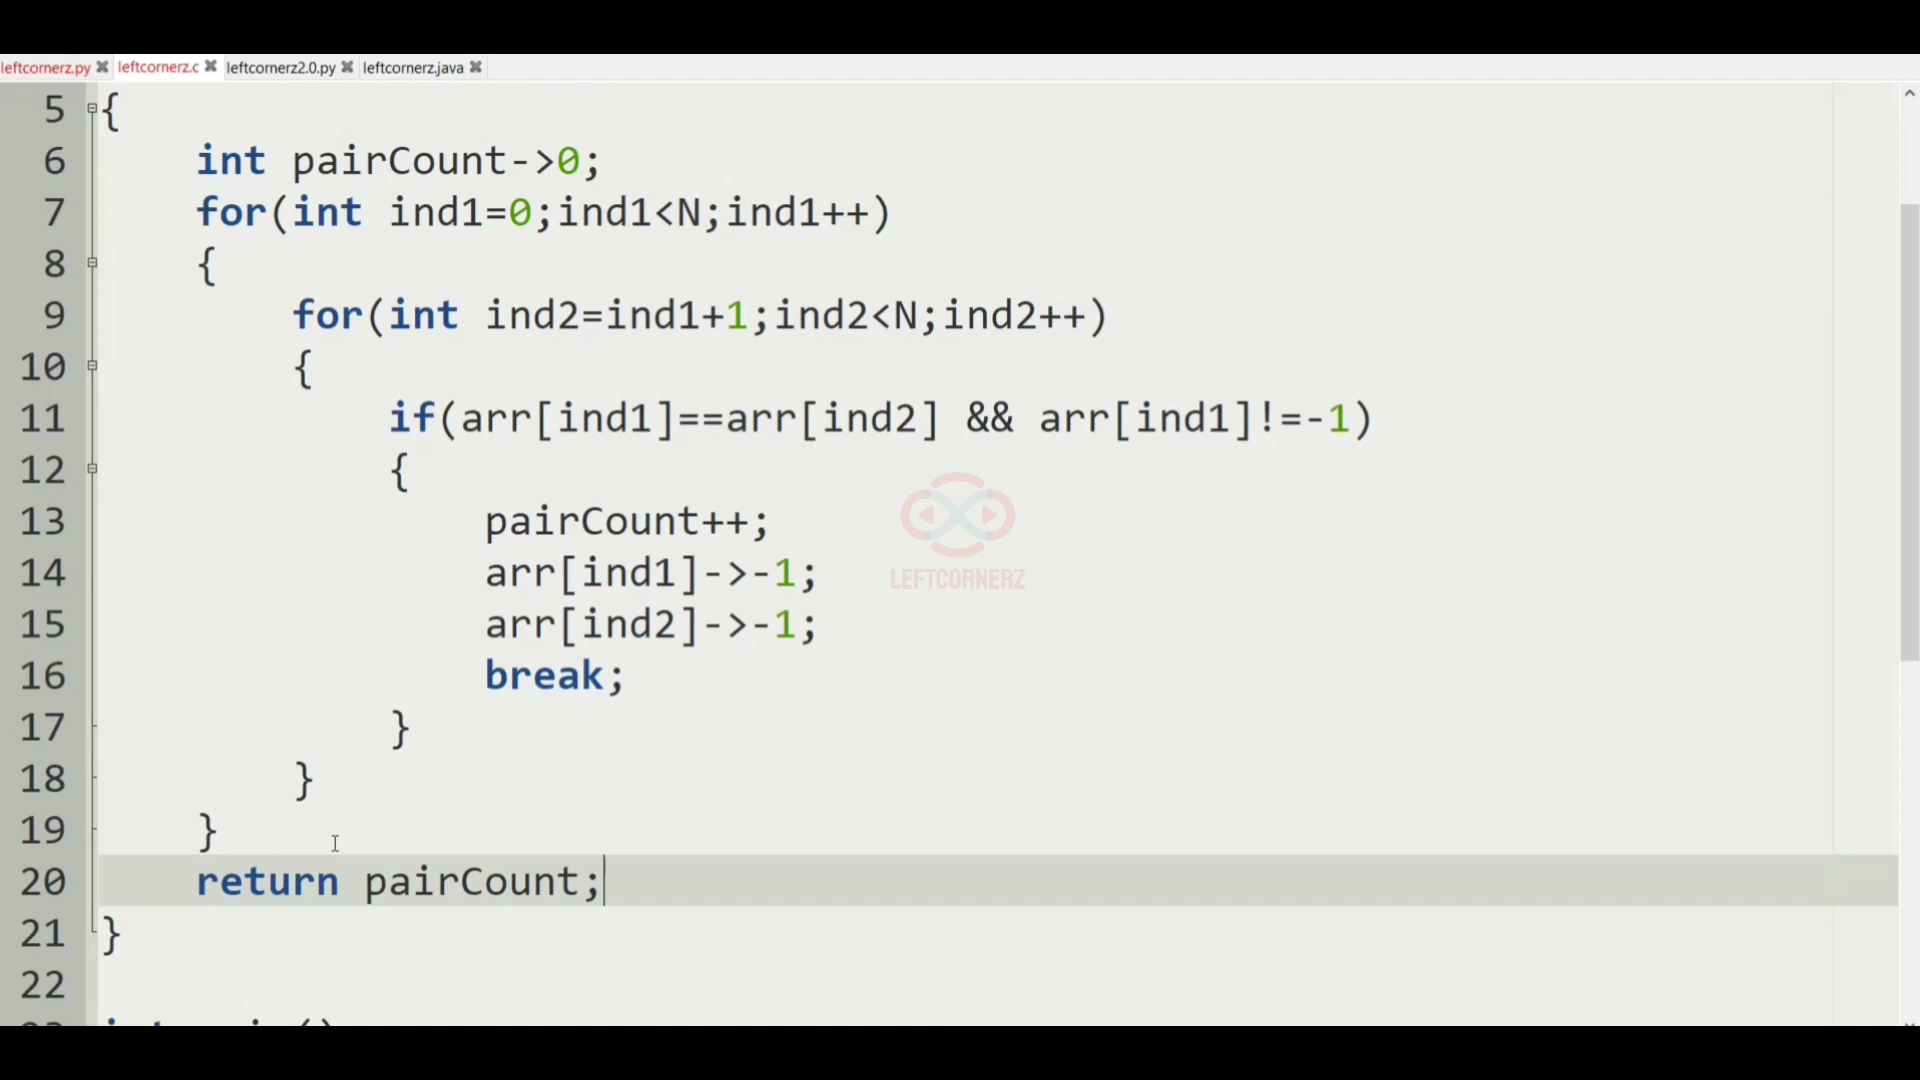 leftcornerz.py leftcornerz.c leftcornerz2.0.py leftcornerz.java
5 {
6 int pairCount->0;
7 for(int ind1=0;ind1<N;ind1++)
8 {
9 for(int ind2=ind1+1;ind2<N;ind2++)
10 {
11 if(arr[ind1]==arr[ind2] && arr[ind1]!=-1)
12 {
13 pairCount++;
14 arr[ind1]->-1;
15 arr[ind2]->-1;
16 break;
17 }
18 }
19 }
20 return pairCount;
21 }
22
LEFTCORNERZ